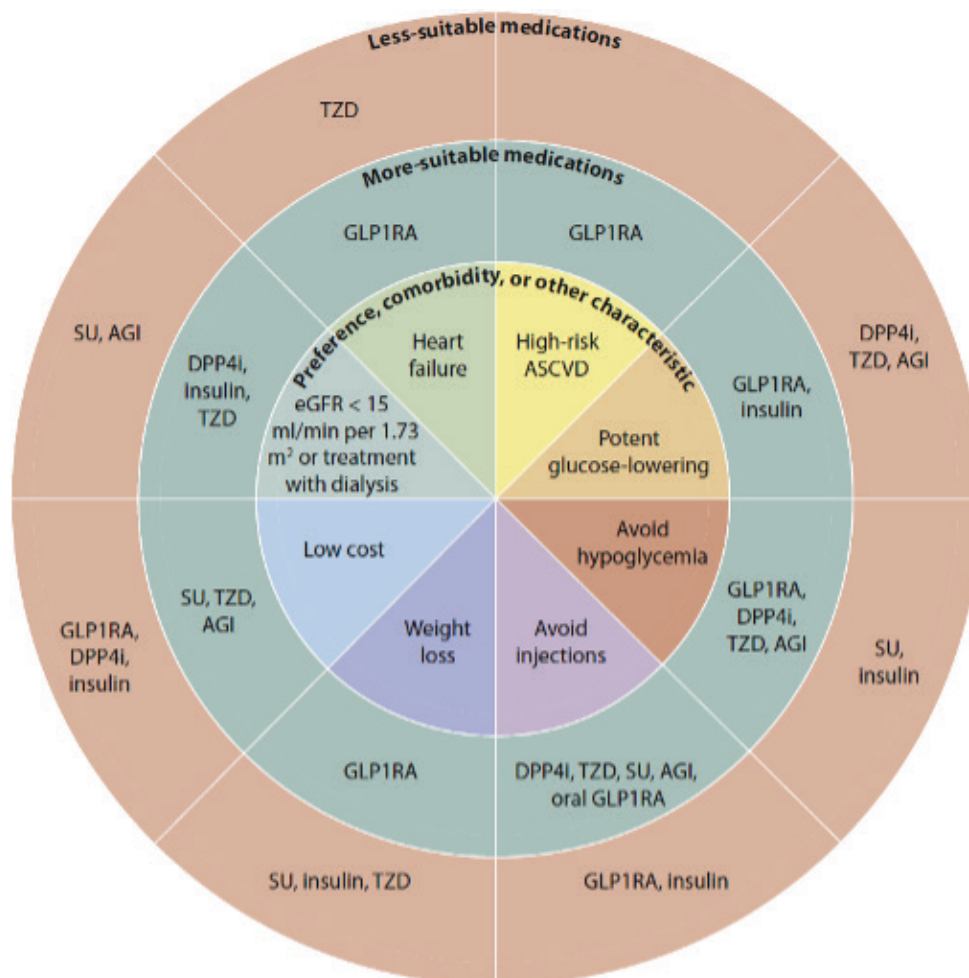 Less-suitable medications
TZD
More-suitable medications
GLP1RA
GLP1RA
Preference, comorbidity, or other characteristic
SU, AGI
DPP4i,
insulin,
TZD
Heart
failure
High-risk
ASCVD
GLP1RA,
insulin
DPP4i,
TZD, AGI
eGFR < 15
ml/min per 1.73
m² or treatment
with dialysis
Potent
glucose-lowering
Low cost
Avoid
hypoglycemia
SU, TZD,
AGI
GLP1RA,
DPP4i,
TZD, AGI
GLP1RA,
DPP4i,
insulin
Weight
loss
Avoid
injections
SU,
insulin
GLP1RA
DPP4i, TZD, SU, AGI,
oral GLP1RA
SU, insulin, TZD
GLP1RA, insulin